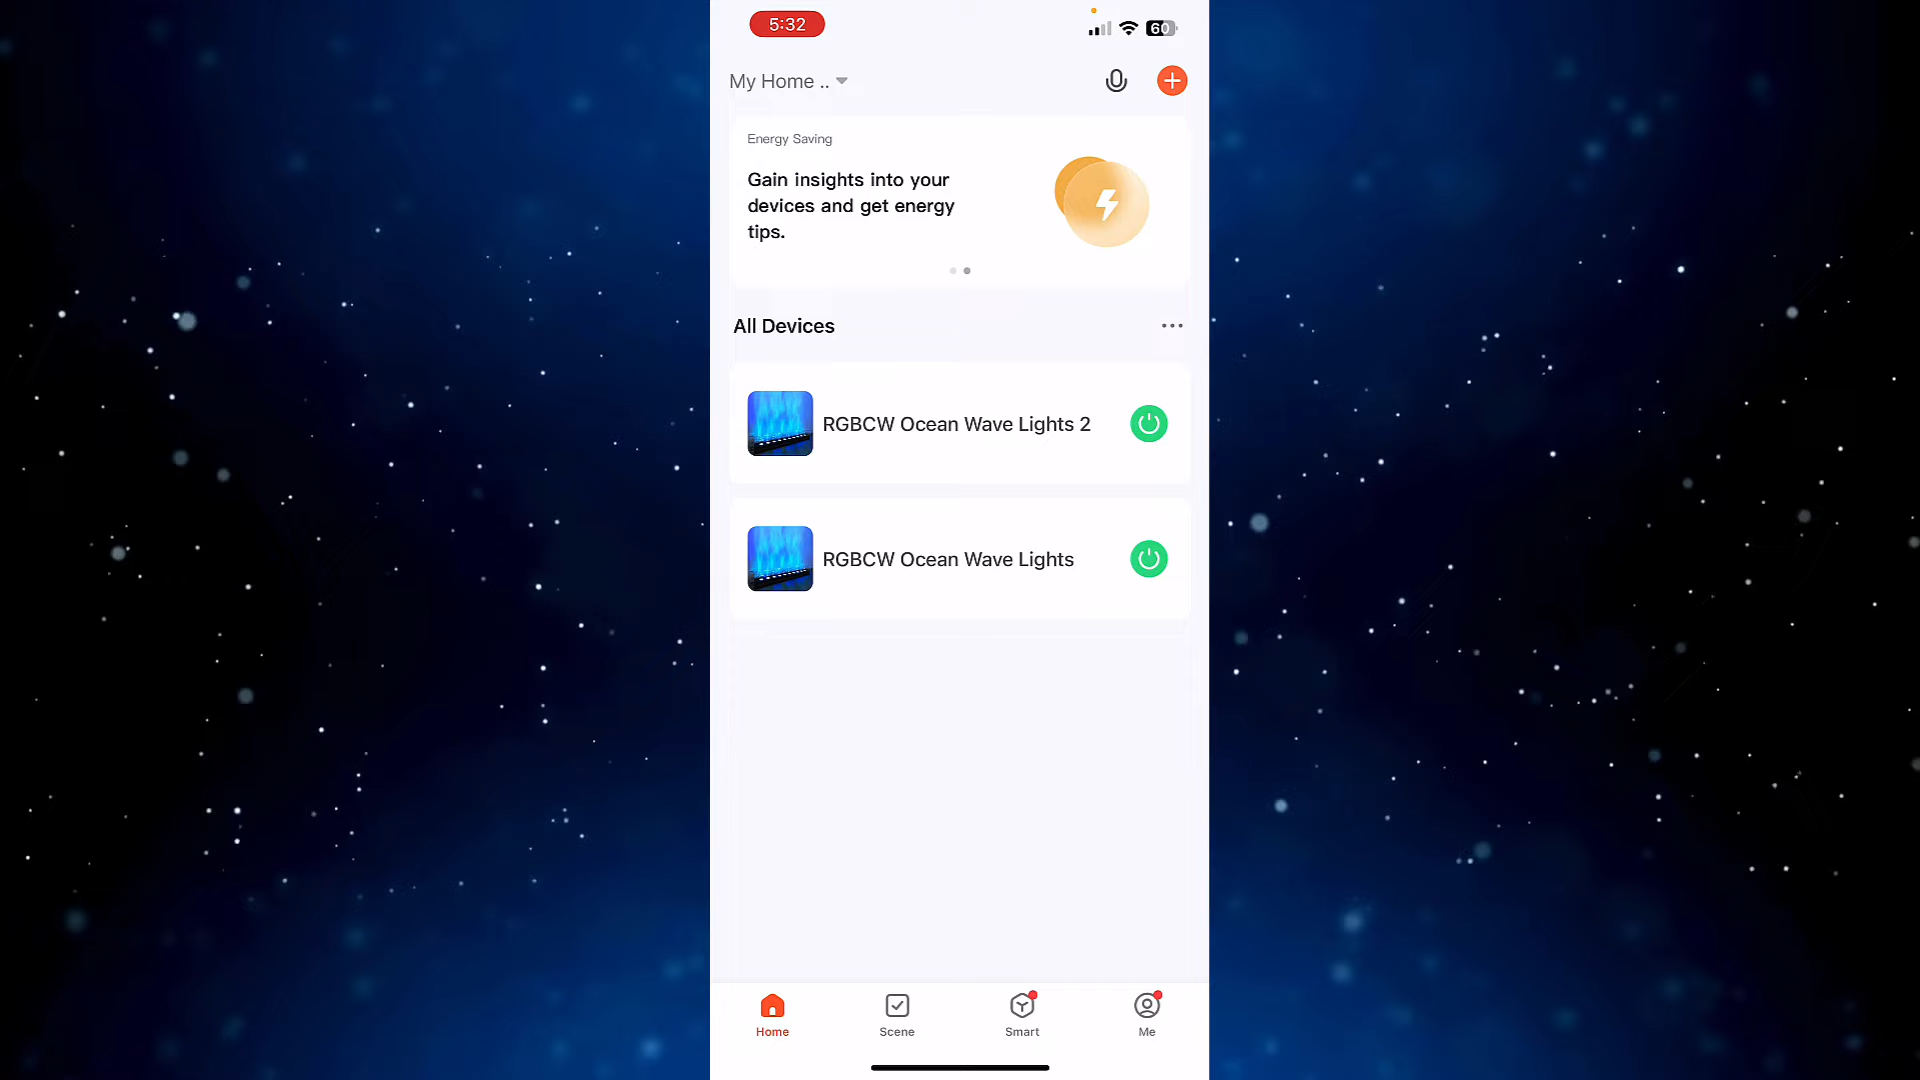 5:32
60
My Home ..
Energy Saving
Gain insights into your
devices and get energy
tips.
All Devices
RGBCW Ocean Wave Lights 2
RGBCW Ocean Wave Lights
Home
Scene
Smart
Me